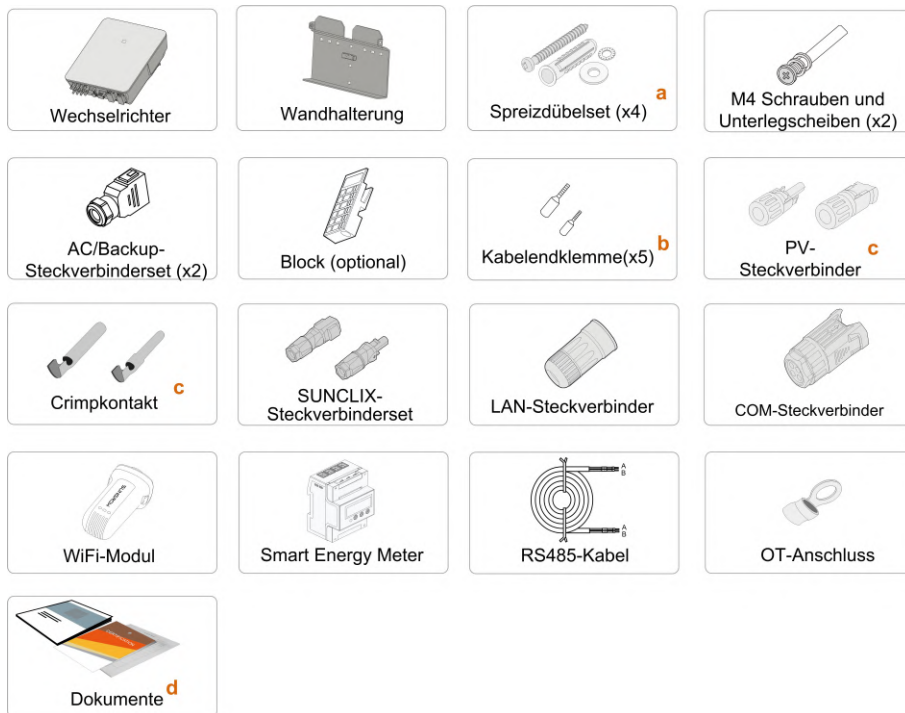 Wechselrichter
Wandhalterung
Spreizdübelset (x4)
a
M4 Schrauben und
Unterlegscheiben (x2)
AC/Backup-
Steckverbinderset (x2)
Block (optional)
Kabelendklemme(x5)
b
PV-
Steckverbinder
c
Crimpkontakt
c
SUNCLIX-
Steckverbinderset
LAN-Steckverbinder
COM-Steckverbinder
SUNGROW
WiFi-Modul
Smart Energy Meter
A
B
A
B
RS485-Kabel
OT-Anschluss
Dokumente
d